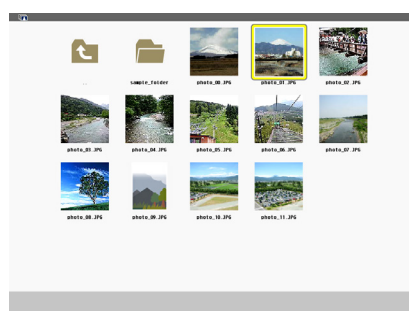 ..
sample_folder
photo_00.JPG
photo_01.JPG
photo_02.JPG
photo_03.JPG
photo_04.JPG
photo_05.JPG
photo_06.JPG
photo_07.JPG
photo_08.JPG
photo_09.JPG
photo_10.JPG
photo_11.JPG